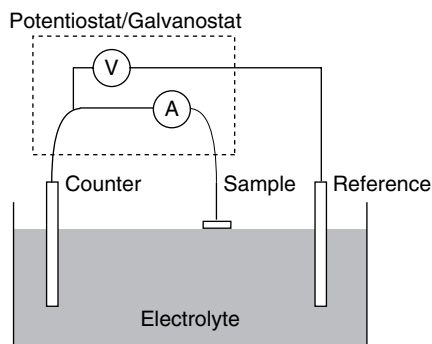 Potentiostat/Galvanostat
V
A
Counter
Sample
Reference
Electrolyte